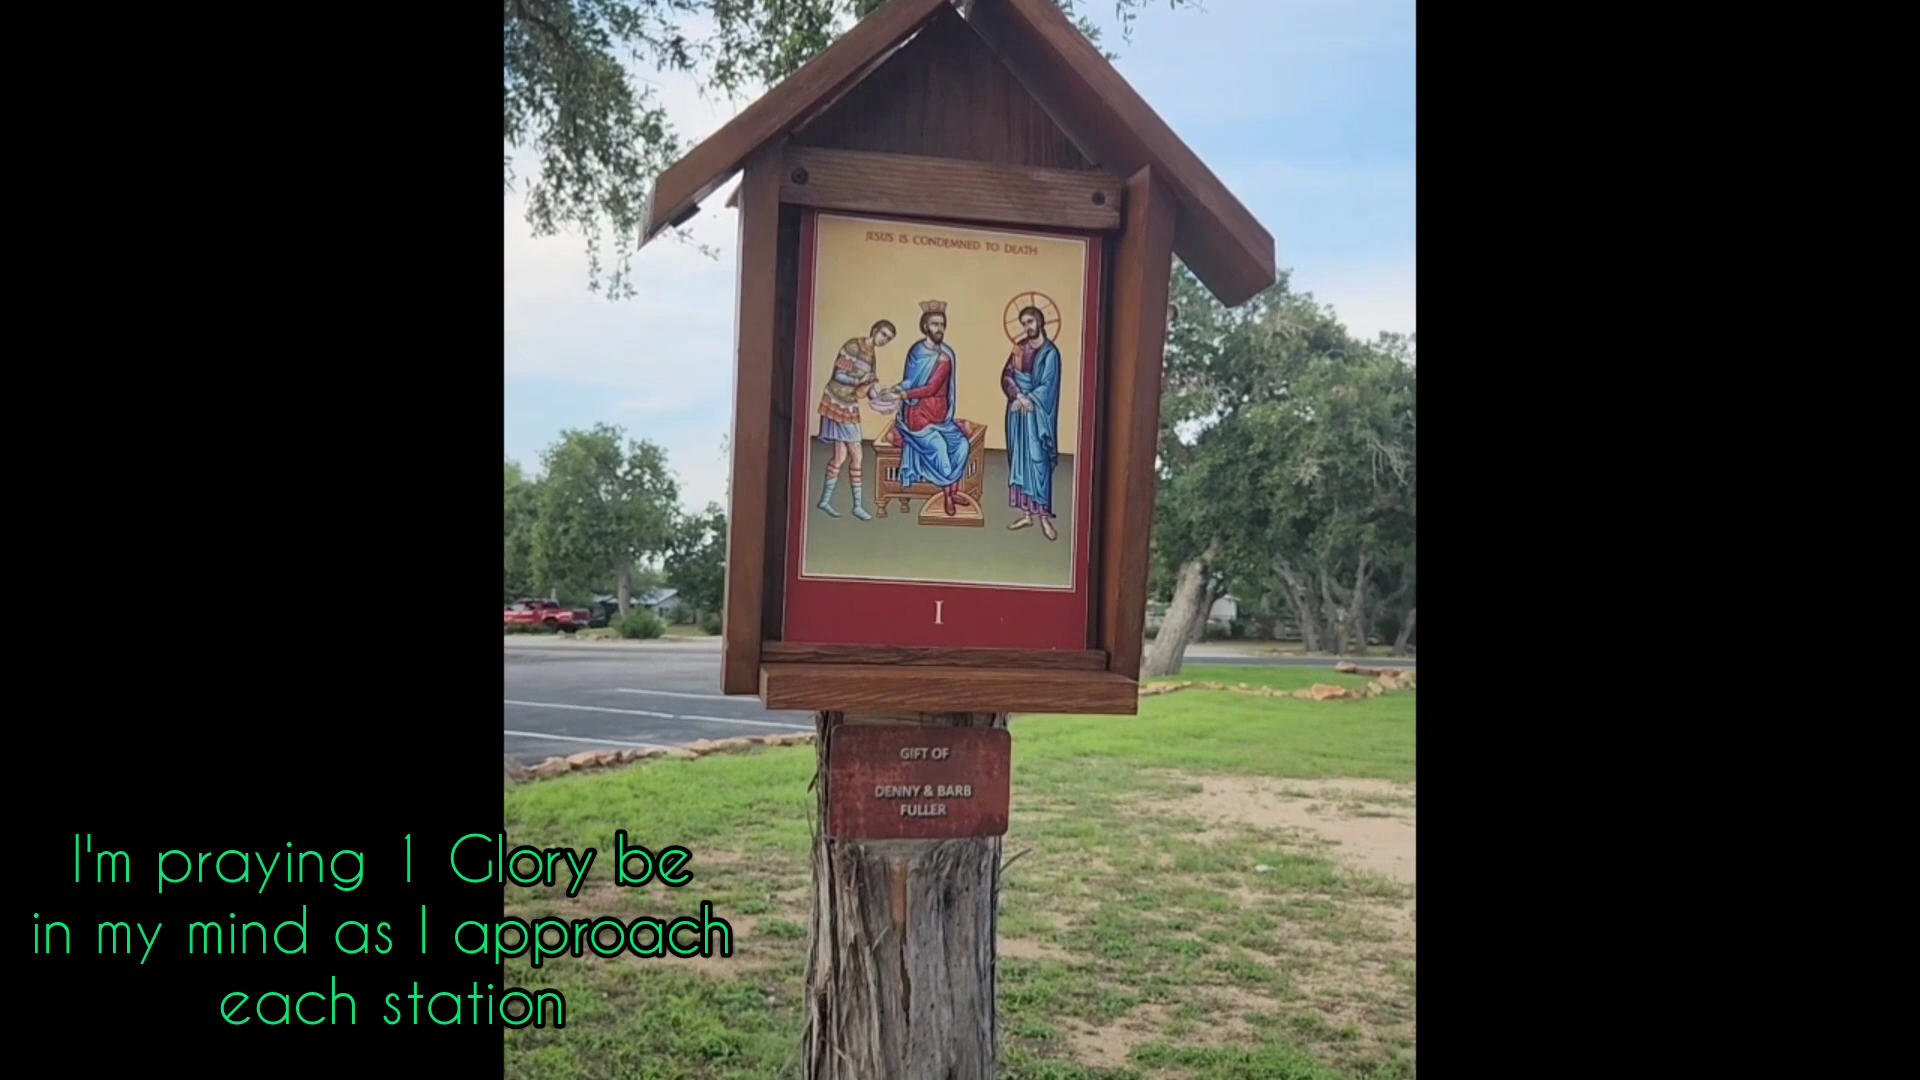 JESUS IS CONDEMNED TO DEATH
I
GIFT OF
DENNY & BARB
FULLER
I'm praying 1 Glory be
in my mind as I approach
each station